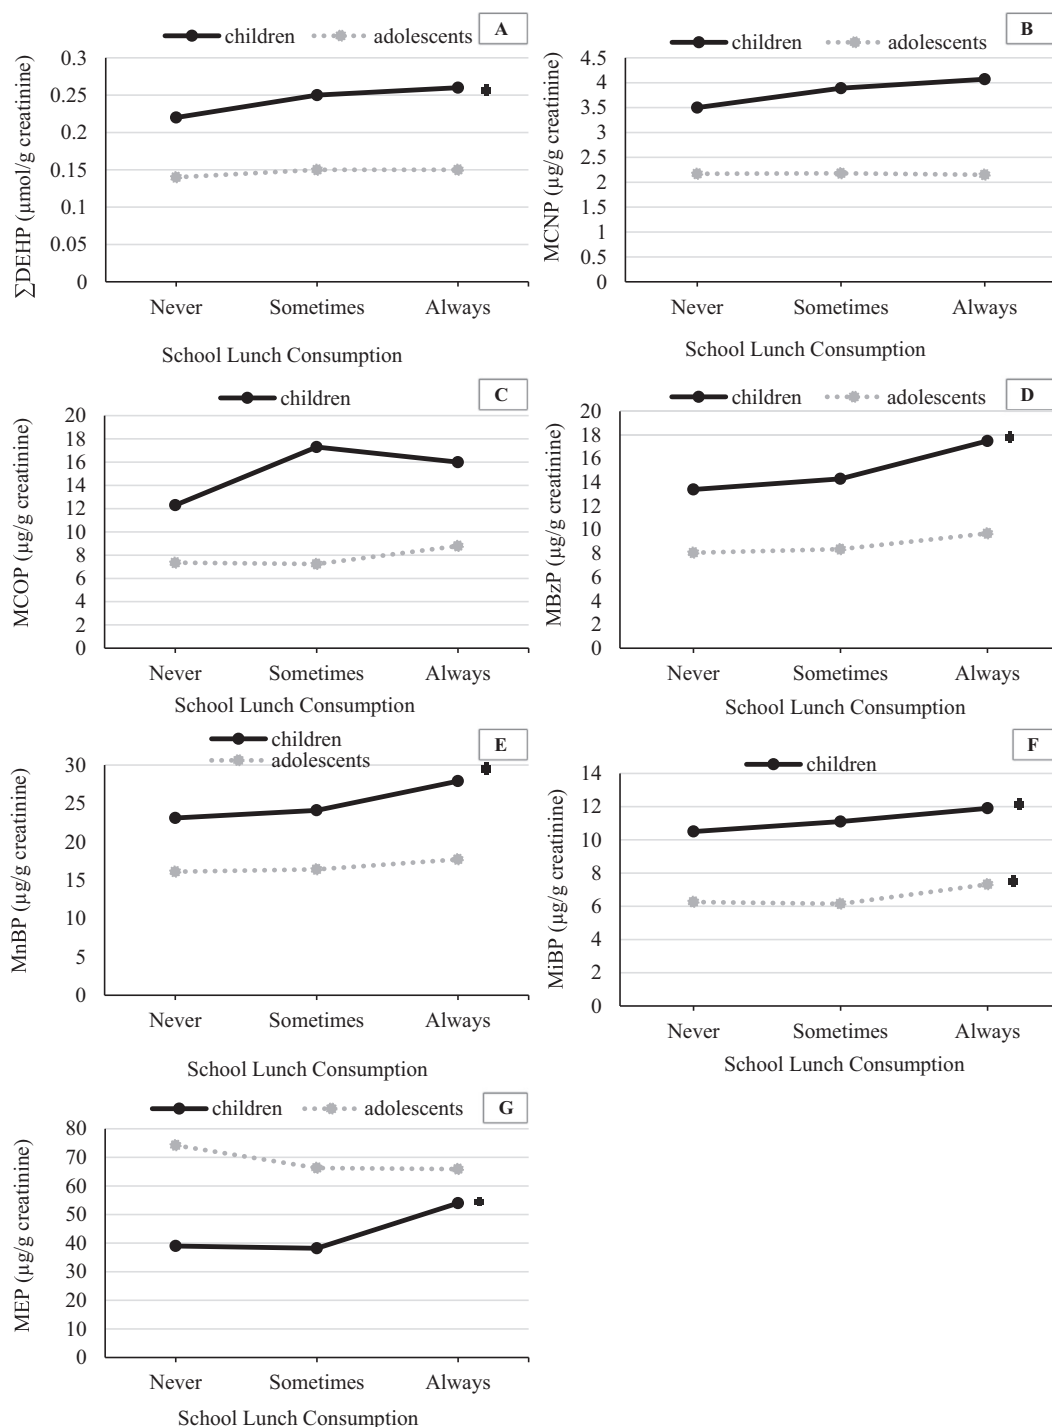 children adolescents A
∑DEHP (µmol/g creatinine)
0.3
0.25
0.2
0.15
0.1
0.05
0
Never Sometimes Always
School Lunch Consumption
children adolescents B
MCNP (µg/g creatinine)
4.5
4
3.5
3
2.5
2
1.5
1
0.5
0
Never Sometimes Always
School Lunch Consumption
children C
MCOP (µg/g creatinine)
20
18
16
14
12
10
8
6
4
2
0
Never Sometimes Always
School Lunch Consumption
children adolescents D
MBzP (µg/g creatinine)
20
18
16
14
12
10
8
6
4
2
0
Never Sometimes Always
School Lunch Consumption
children E
adolescents
MnBP (µg/g creatinine)
30
25
20
15
10
5
0
Never Sometimes Always
School Lunch Consumption
children F
MiBP (µg/g creatinine)
14
12
10
8
6
4
2
0
Never Sometimes Always
School Lunch Consumption
children adolescents G
MEP (µg/g creatinine)
80
70
60
50
40
30
20
10
0
Never Sometimes Always
School Lunch Consumption